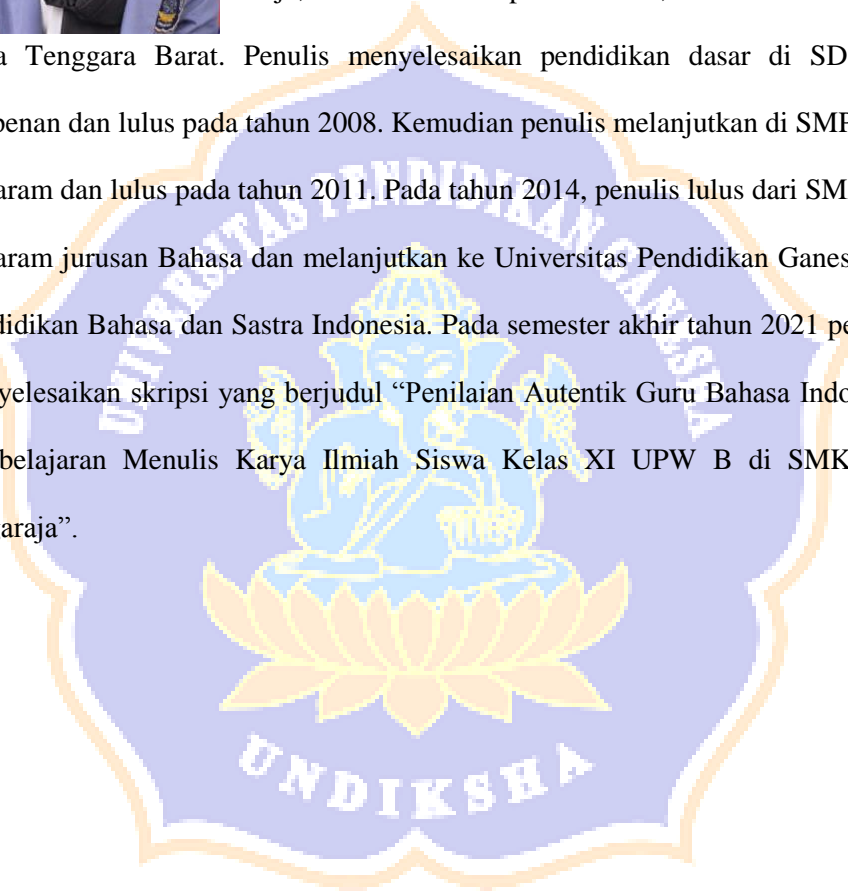 a Tenggara Barat. Penulis menyelesaikan pendidikan dasar di SD
penan dan lulus pada tahun 2008. Kemudian penulis melanjutkan di SMP
aram dan lulus pada tahun 2011. Pada tahun 2014, penulis lulus dari SM
aram jurusan Bahasa dan melanjutkan ke Universitas Pendidikan Ganes
didikan Bahasa dan Sastra Indonesia. Pada semester akhir tahun 2021 pe
yelesaikan skripsi yang berjudul “Penilaian Autentik Guru Bahasa Indo
belajaran Menulis Karya Ilmiah Siswa Kelas XI UPW B di SMK
araja”.
UNIVERSITAS PENDIDIKAN GANESHA
UNDIKSHA